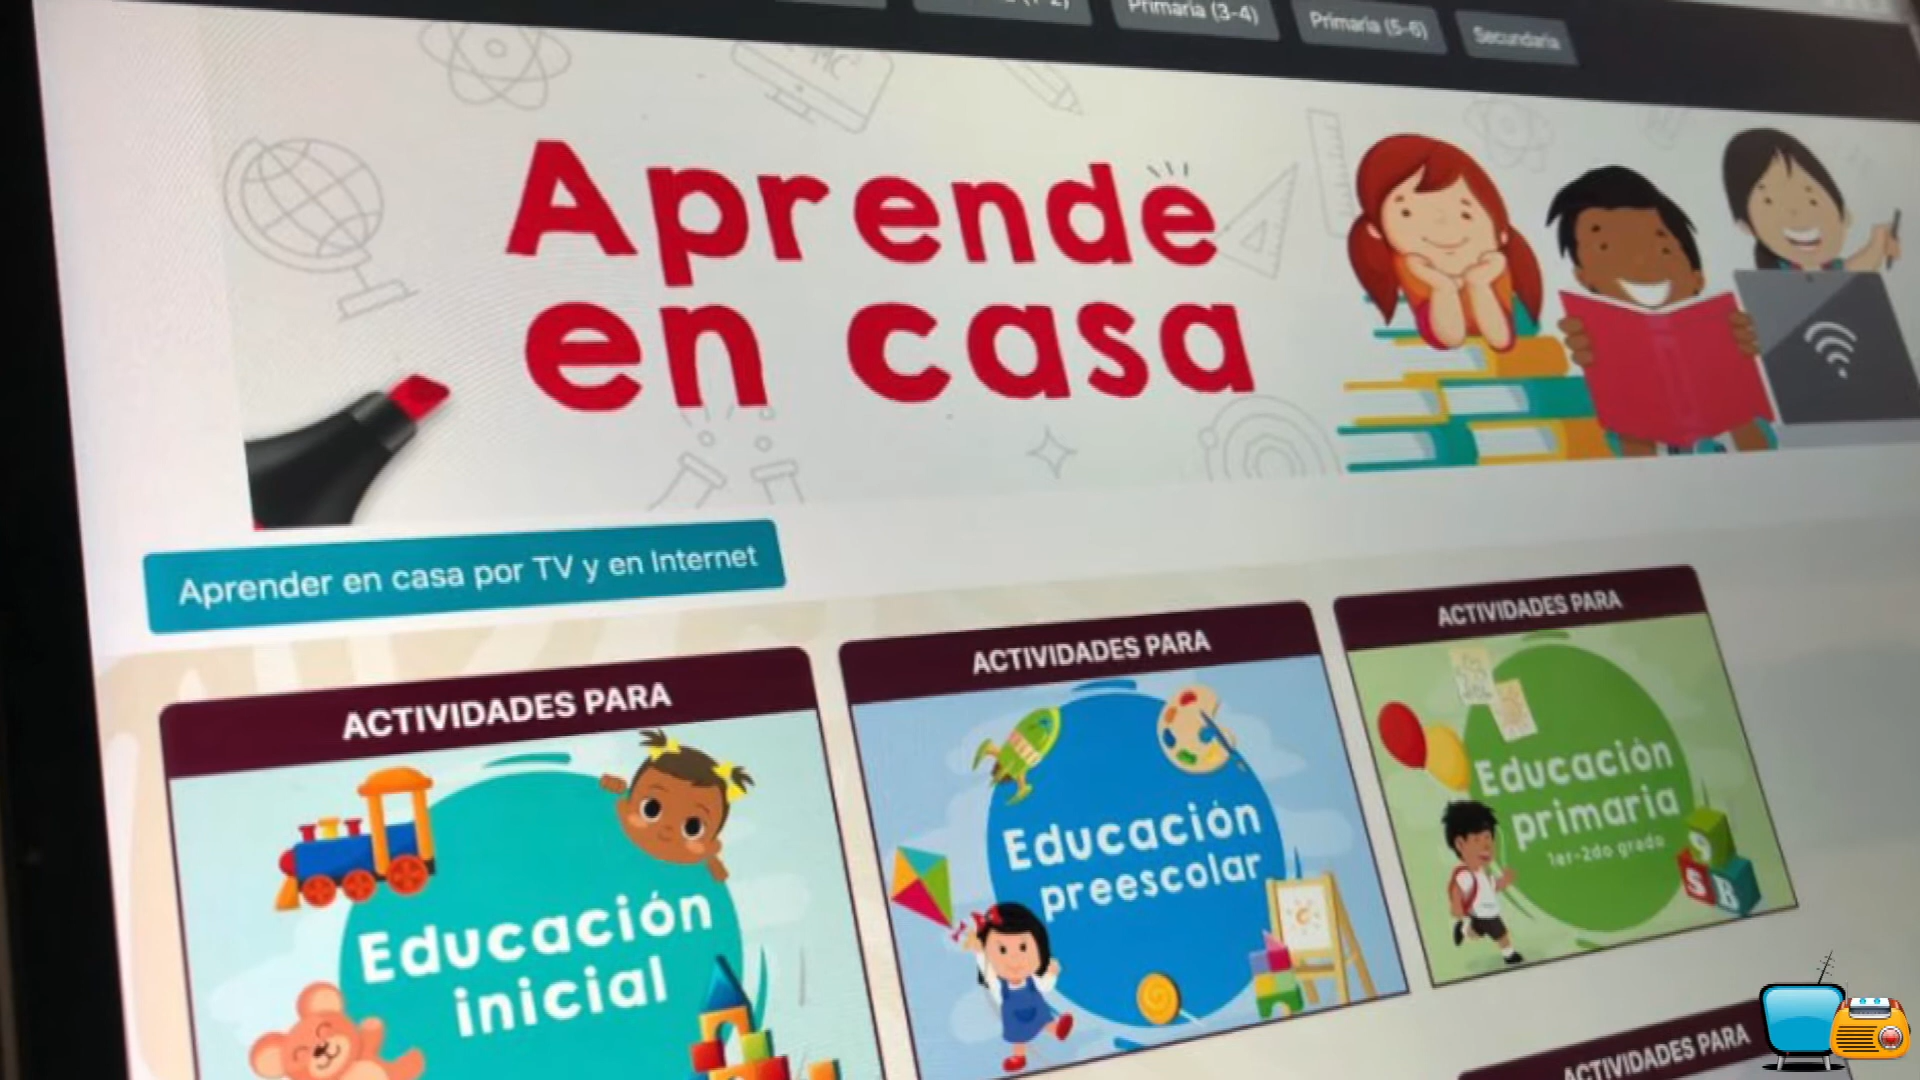 Primaria (3-4)
Primaria (5-6)
Secundaria
Aprende
en casa
Aprender en casa por TV y en Internet
ACTIVIDADES PARA
Educación
inicial
ACTIVIDADES PARA
Educación
preescolar
ACTIVIDADES PARA
Educación
primaria
1er-2do grado
9
S
B
ACTIVIDADES PARA